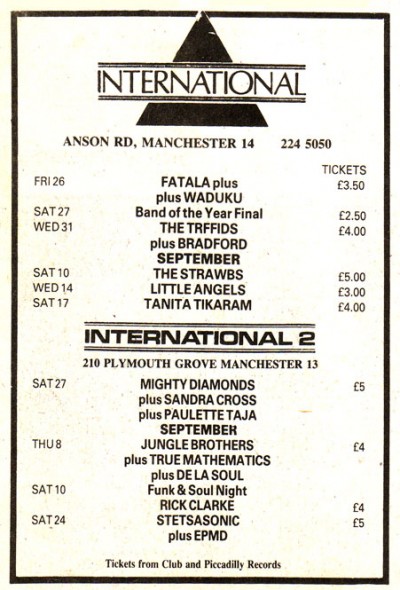 INTERNATIONAL
ANSON RD, MANCHESTER 14 224 5050
TICKETS
FRI 26 FATALA plus £3.50
plus WADUKU
SAT 27 Band of the Year Final £2.50
WED 31 THE TRFFIDS £4.00
plus BRADFORD
SEPTEMBER
SAT 10 THE STRAWBS £5.00
WED 14 LITTLE ANGELS £3.00
SAT 17 TANITA TIKARAM £4.00
INTERNATIONAL 2
210 PLYMOUTH GROVE MANCHESTER 13
SAT 27 MIGHTY DIAMONDS £5
plus SANDRA CROSS
plus PAULETTE TAJA
SEPTEMBER
THU 8 JUNGLE BROTHERS £4
plus TRUE MATHEMATICS
plus DE LA SOUL
SAT 10 Funk & Soul Night
RICK CLARKE £4
SAT 24 STETSASONIC £5
plus EPMD
Tickets from Club and Piccadilly Records